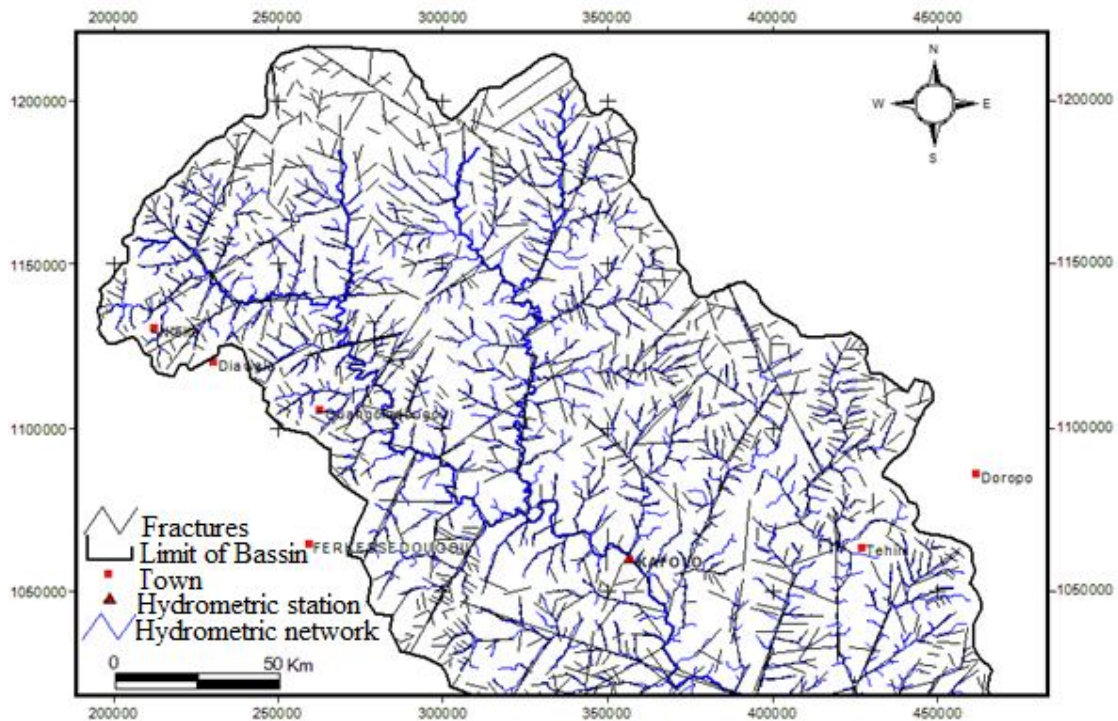 200000 250000 300000 350000 400000 450000
N
W E
S
1200000 1200000
1150000 1150000
Diawala
Ouangolodougou
1100000 1100000
Doropo
Fractures
FERKESSEDOUGOU
Limit of Bassin
Tehini
Town
KAFOLO
Hydrometric station
1050000 1050000
Hydrometric network
0 50 Km
200000 250000 300000 350000 400000 450000